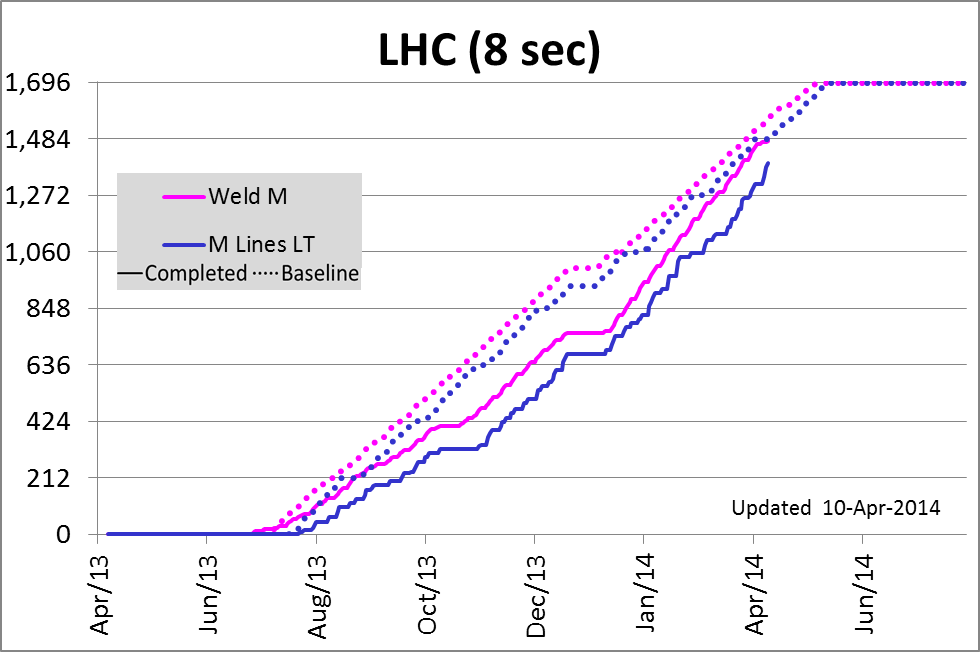 LHC (8 sec)
1,696
1,484
1,272
1,060
848
636
424
212
0
Weld M
M Lines LT
Completed Baseline
Updated 10-Apr-2014
Apr/13
Jun/13
Aug/13
Oct/13
Dec/13
Jan/14
Apr/14
Jun/14